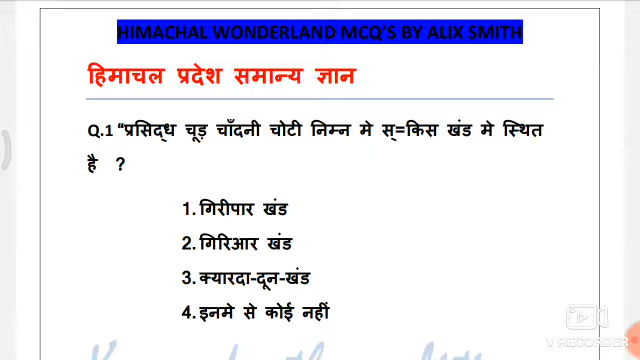 HIMACHAL WONDERLAND MCQ'S BY ALIX SMITH
हिमाचल प्रदेश समान्य ज्ञान
Q.1 “प्रसिद्ध चूड़ चाँदनी चोटी निम्न मे स्=किस खंड मे स्थित
है ?
1. गिरीपार खंड
2. गिरिआर खंड
3. क्यारदा-दून-खंड
4. इनमे से कोई नहीं
V RECORDER